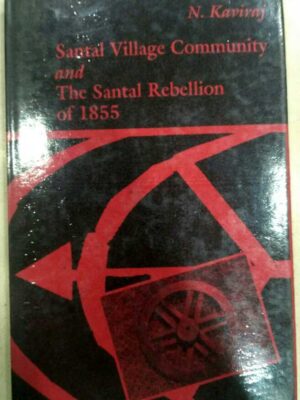 N. Kaviraj
Santal Village Community
and
The Santal Rebellion
of 1855